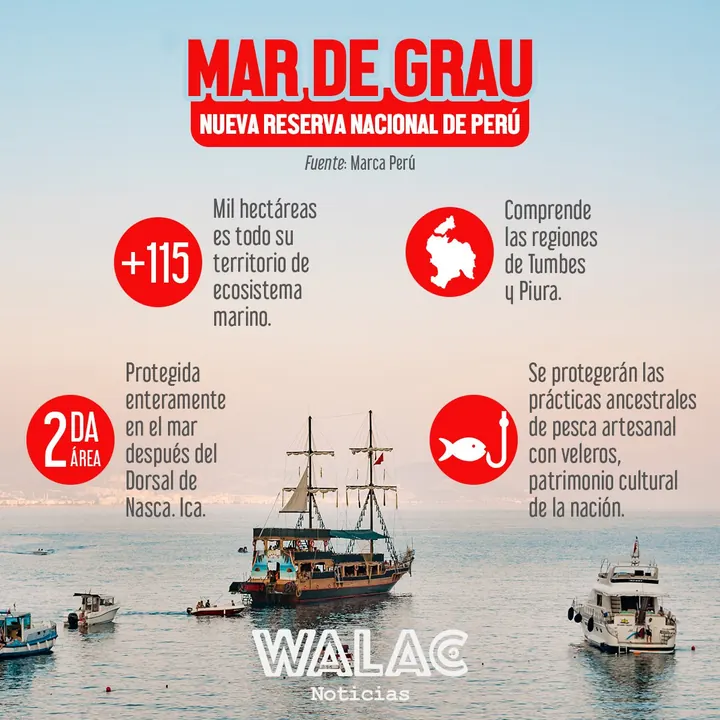 MAR DE GRAU
NUEVA RESERVA NACIONAL DE PERÚ
Fuente: Marca Perú
+115
Mil hectáreas
es todo su
territorio de
ecosistema
marino.
Comprende
las regiones
de Tumbes
y Piura.
2DA
ÁREA
Protegida
enteramente
en el mar
después del
Dorsal de
Nasca. Ica.
Se protegerán las
prácticas ancestrales
de pesca artesanal
con veleros,
patrimonio cultural
de la nación.
WALAC
Noticias